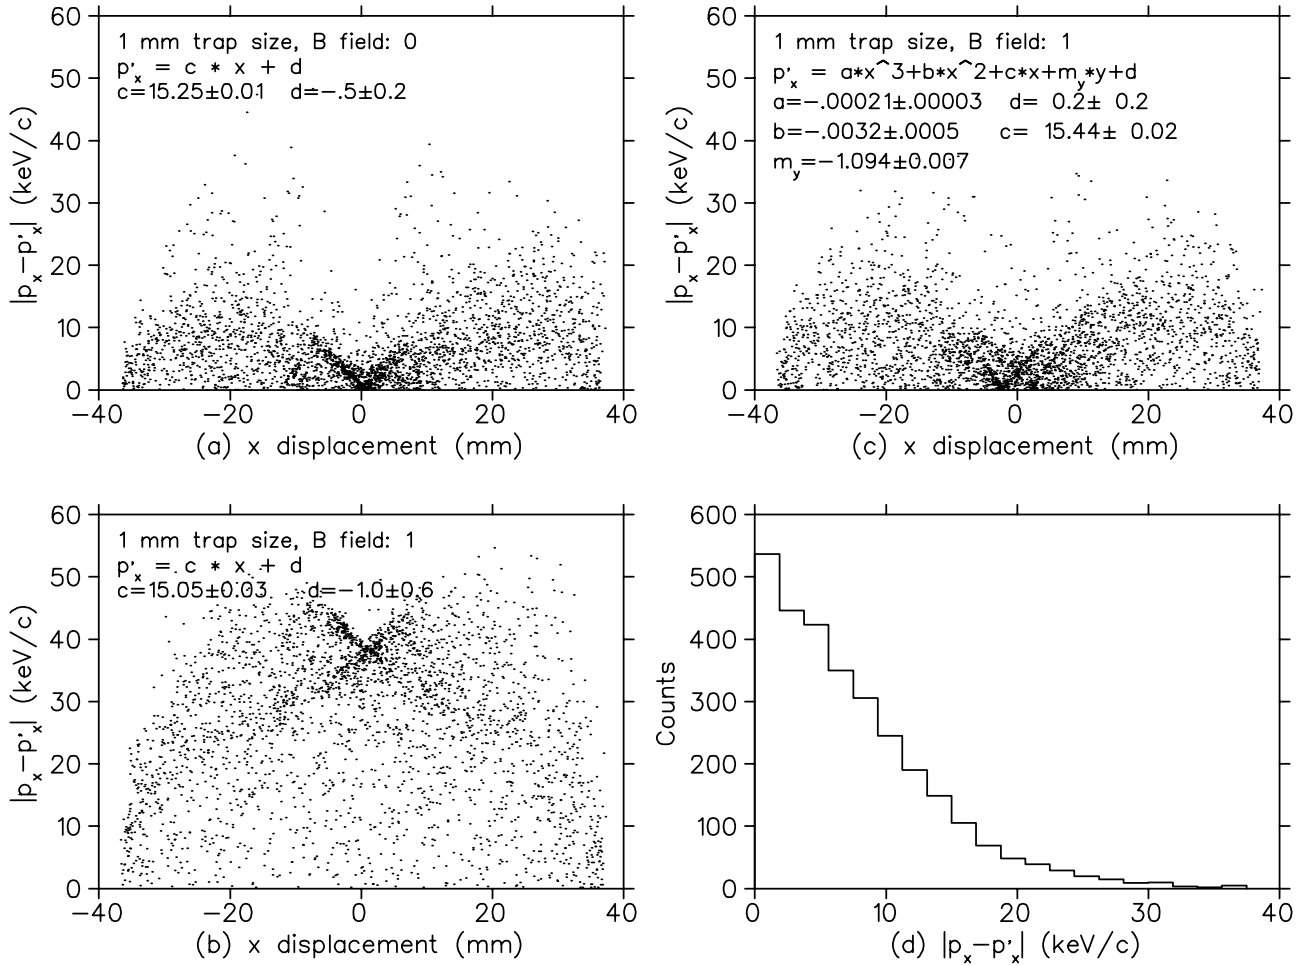 60
50
40
30
20
10
0
|px−p'x| (keV/c)
1 mm trap size, B field: 0
p'x = c * x + d
c=15.25±0.01 d=−.5±0.2
−40 −20 0 20 40
(a) x displacement (mm)
60
50
40
30
20
10
0
|px−p'x| (keV/c)
1 mm trap size, B field: 1
p'x = a*x^3+b*x^2+c*x+my*y+d
a=−.00021±.00003 d= 0.2± 0.2
b=−.0032±.0005 c= 15.44± 0.02
my=−1.094±0.007
−40 −20 0 20 40
(c) x displacement (mm)
60
50
40
30
20
10
0
|px−p'x| (keV/c)
1 mm trap size, B field: 1
p'x = c * x + d
c=15.05±0.03 d=−1.0±0.6
−40 −20 0 20 40
(b) x displacement (mm)
600
500
400
300
200
100
0
Counts
0 10 20 30 40
(d) |px−p'x| (keV/c)